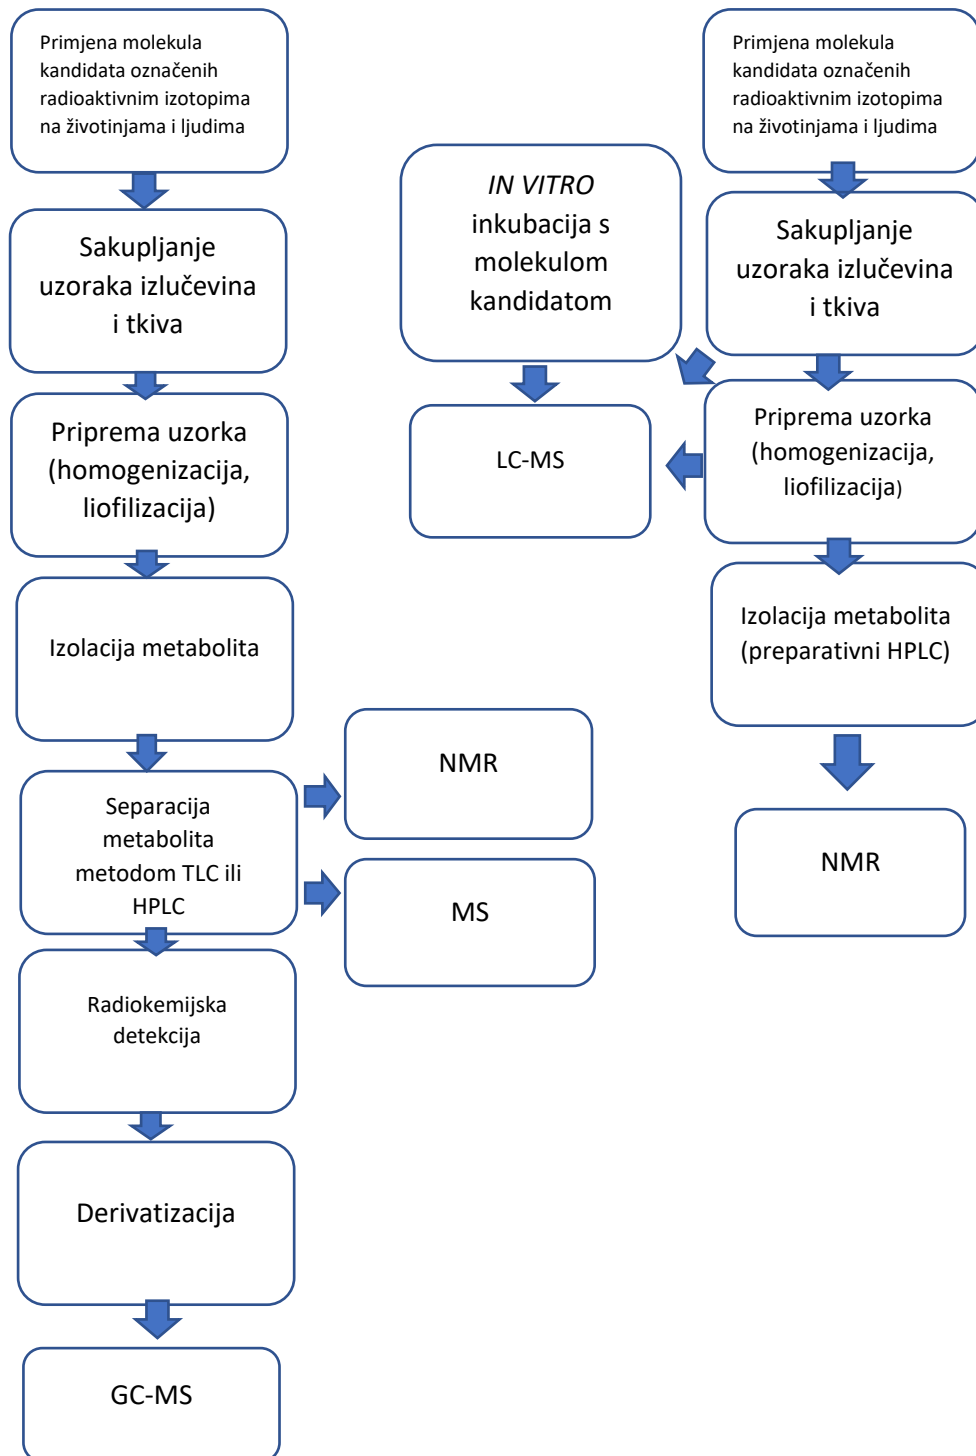 Primjena molekula
kandidata označenih
radioaktivnim izotopima
na životinjama i ljudima
Sakupljanje
uzoraka izlučevina
i tkiva
Priprema uzorka
(homogenizacija,
liofilizacija)
Izolacija metabolita
Separacija
metabolita
metodom TLC ili
HPLC
NMR
MS
Radiokemijska
detekcija
Derivatizacija
GC-MS
IN VITRO
inkubacija s
molekulom
kandidatom
LC-MS
Primjena molekula
kandidata označenih
radioaktivnim izotopima
na životinjama i ljudima
Sakupljanje
uzoraka izlučevina
i tkiva
Priprema uzorka
(homogenizacija,
liofilizacija)
Izolacija metabolita
(preparativni HPLC)
NMR